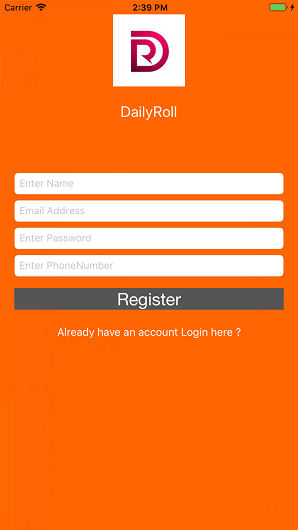 Carrier 2:39 PM
DailyRoll
Enter Name
Email Address
Enter Password
Enter PhoneNumber
Register
Already have an account Login here ?